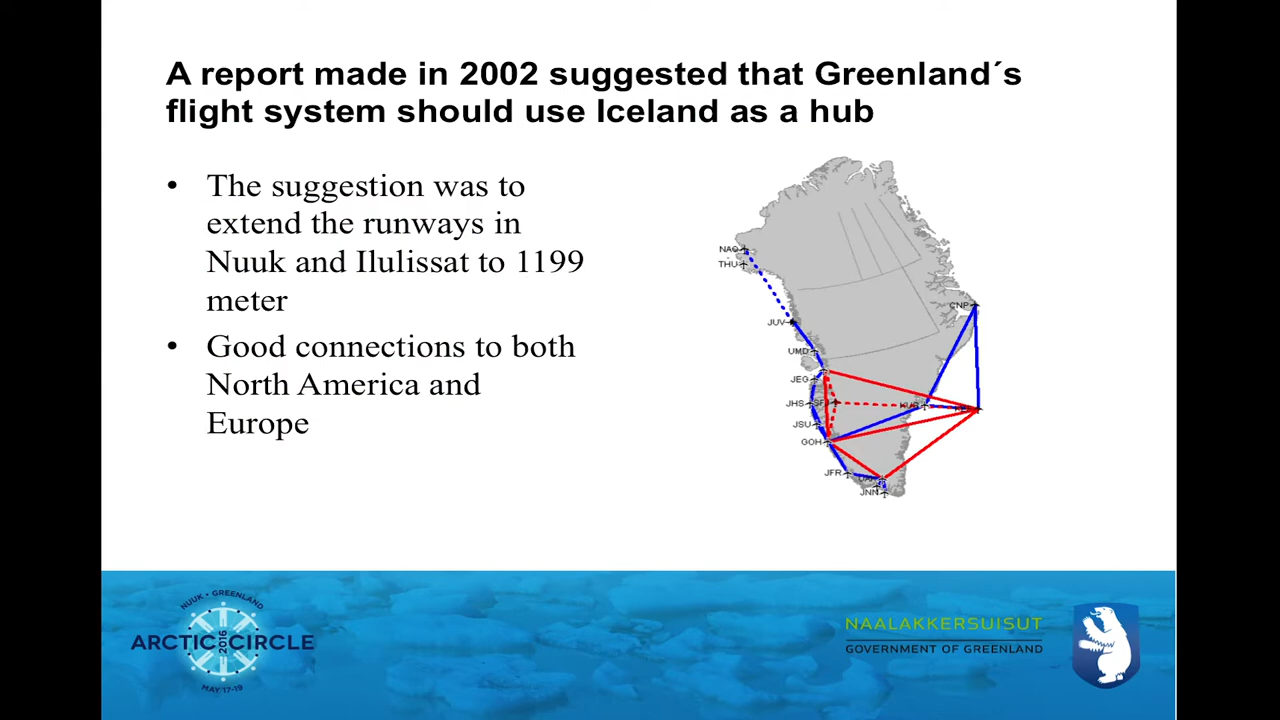 A report made in 2002 suggested that Greenland´s
flight system should use Iceland as a hub
• The suggestion was to
extend the runways in
Nuuk and Ilulissat to 1199
meter
• Good connections to both
North America and
Europe
NAQ
THU
JUV
UMD
JEG
JHS
JSU
GOH
JFR
JNN
CNP
NUUK • GREENLAND
ARCTIC CIRCLE
2016
MAY 17-19
NAALAKKERSUISUT
GOVERNMENT OF GREENLAND